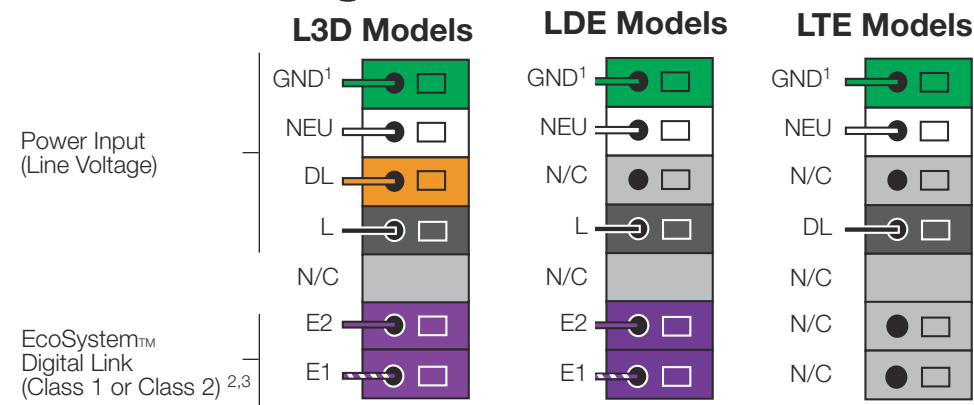 L3D Models LDE Models LTE Models
GND¹ GND¹ GND¹
NEU NEU NEU
Power Input
(Line Voltage)
DL N/C N/C
L L DL
N/C N/C N/C
E2 E2 N/C
EcoSystem™
Digital Link
(Class 1 or Class 2) ²,³
E1 E1 N/C